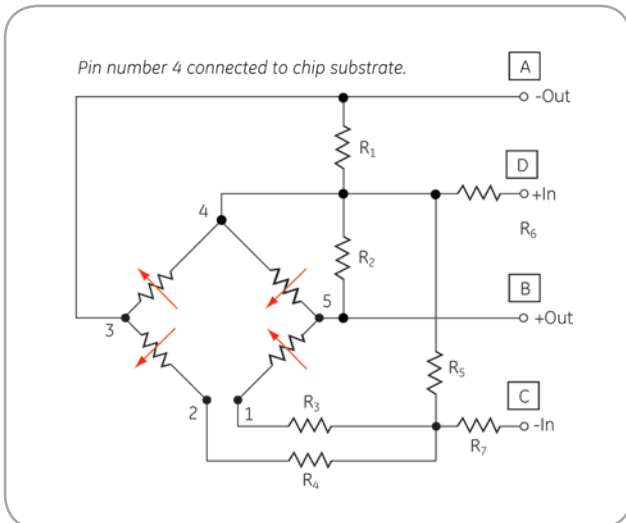 Pin number 4 connected to chip substrate.
A
-Out
R1
D
+In
4
R6
R2
B
5
+Out
3
R5
C
R3
2
1
-In
R7
R4